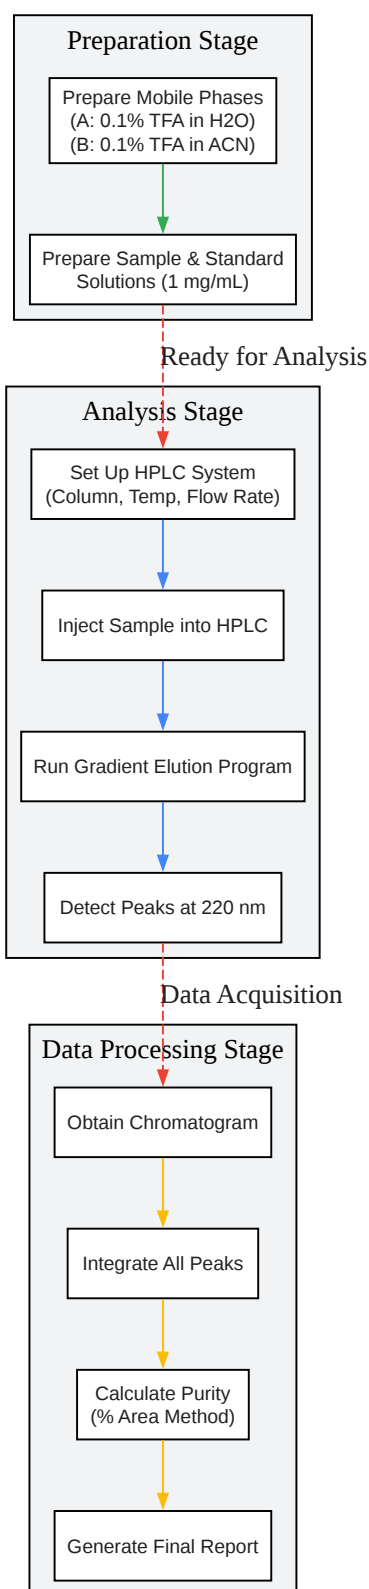 Preparation Stage
Prepare Mobile Phases
(A: 0.1% TFA in H2O)
(B: 0.1% TFA in ACN)
Prepare Sample & Standard
Solutions (1 mg/mL)
Ready for Analysis
Analysis Stage
Set Up HPLC System
(Column, Temp, Flow Rate)
Inject Sample into HPLC
Run Gradient Elution Program
Detect Peaks at 220 nm
Data Acquisition
Data Processing Stage
Obtain Chromatogram
Integrate All Peaks
Calculate Purity
(% Area Method)
Generate Final Report